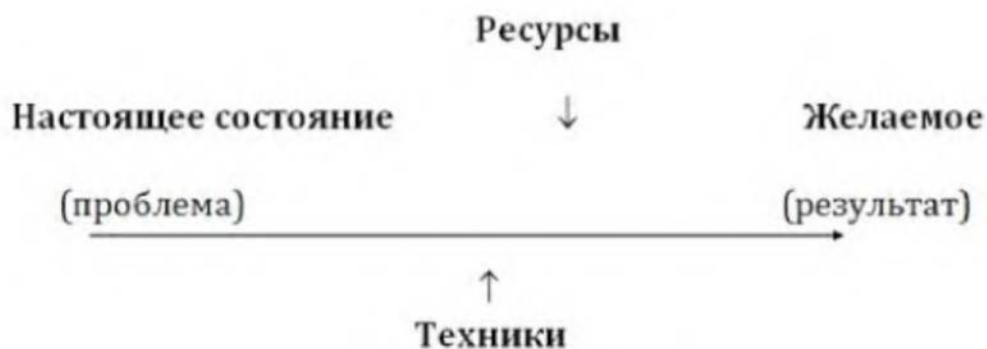 Ресурсы
Настоящее состояние ↓ Желаемое
(проблема) (результат)
↑
Техники